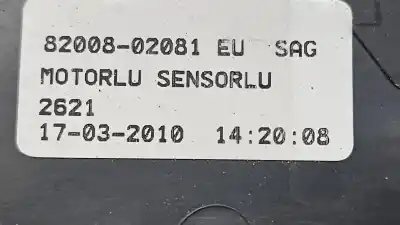 82008-02081 EU SAG
MOTORLU SENSORLU
2621
17-03-2010 14:20:08